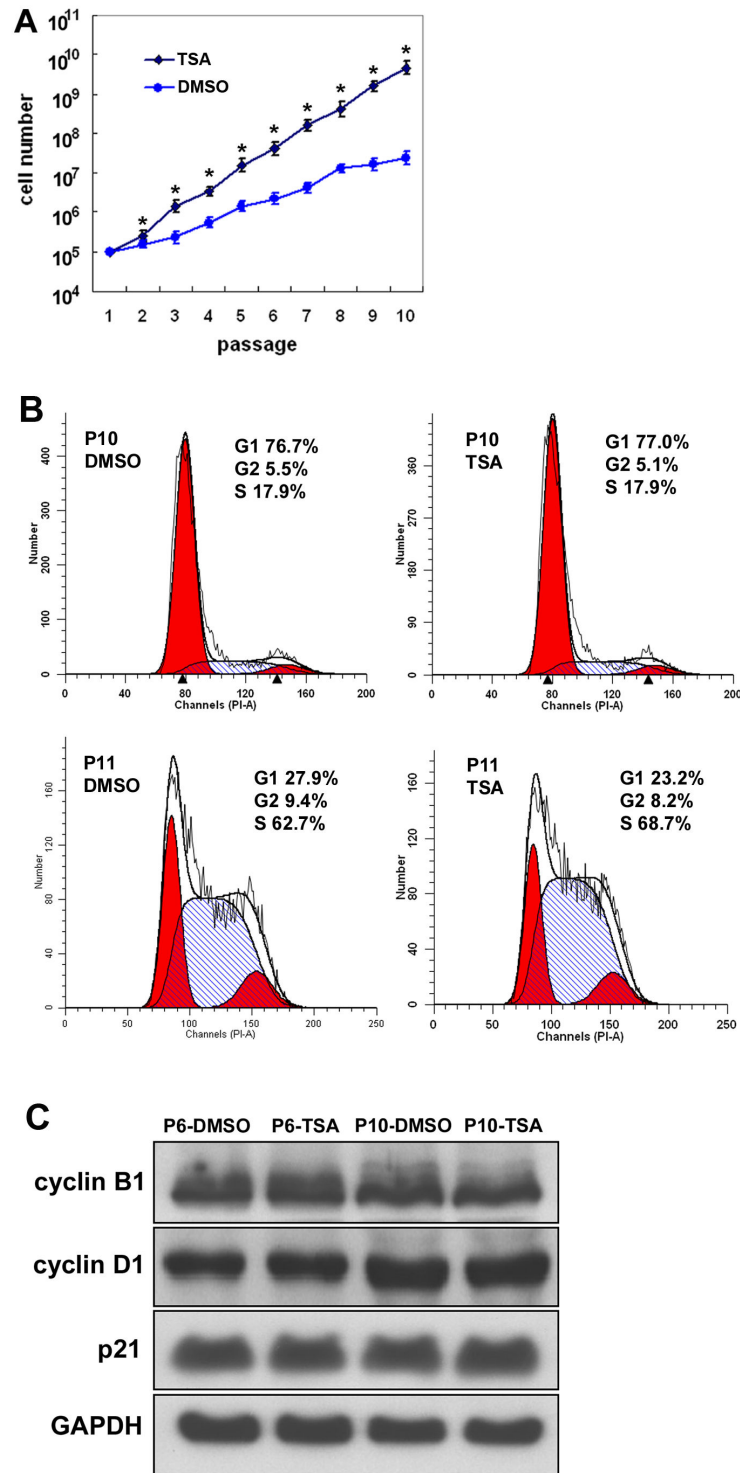 A
10^11
10^10
10^9
10^8
10^7
10^6
10^5
10^4
cell number
TSA
DMSO
* * * * * * * * *
1 2 3 4 5 6 7 8 9 10
passage
B
P10
DMSO
G1 76.7%
G2 5.5%
S 17.9%
Number
400
300
200
100
0
0 40 80 120 160 200
Channels (PI-A)
P10
TSA
G1 77.0%
G2 5.1%
S 17.9%
Number
360
270
180
90
0
0 40 80 120 160 200
Channels (PI-A)
P11
DMSO
G1 27.9%
G2 9.4%
S 62.7%
Number
160
120
80
40
0
0 50 100 150 200 250
Channels (PI-A)
P11
TSA
G1 23.2%
G2 8.2%
S 68.7%
Number
160
120
80
40
0
0 50 100 150 200 250
Channels (PI-A)
C
P6-DMSO P6-TSA P10-DMSO P10-TSA
cyclin B1
cyclin D1
p21
GAPDH